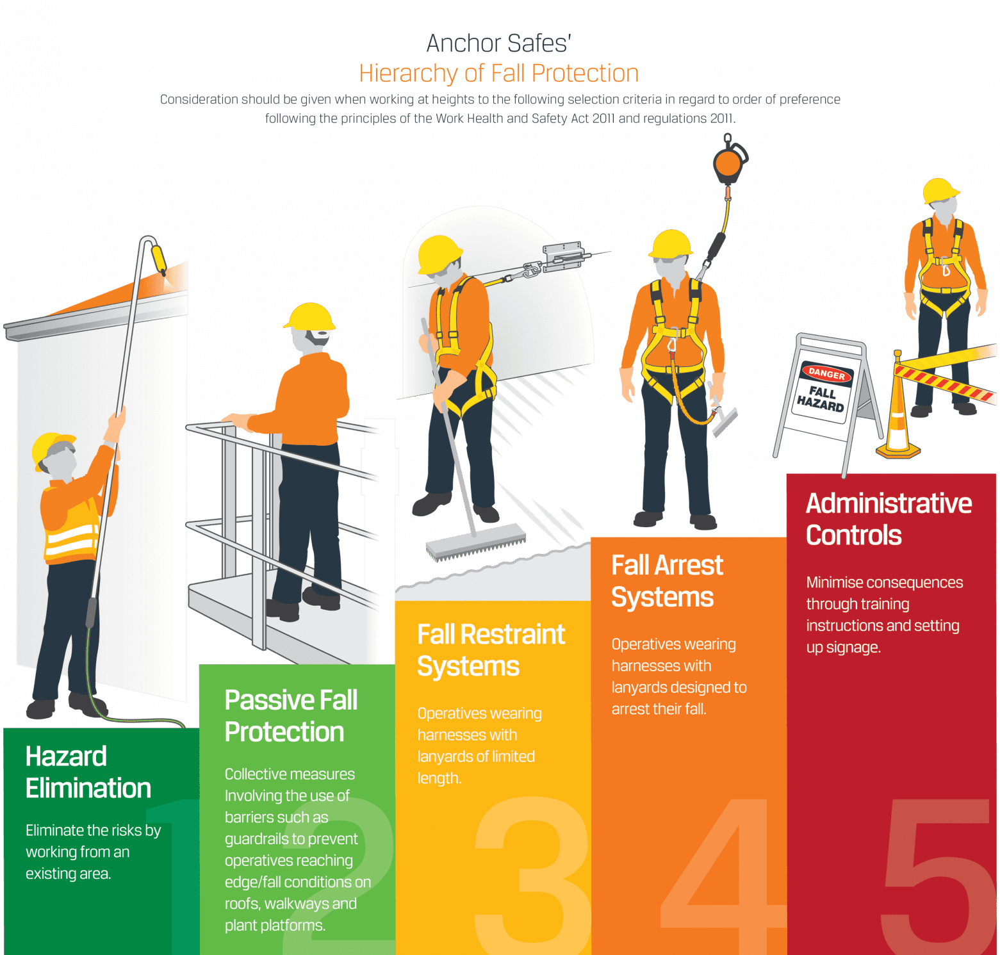 Anchor Safes'
Hierarchy of Fall Protection
Consideration should be given when working at heights to the following selection criteria in regard to order of preference
following the principles of the Work Health and Safety Act 2011 and regulations 2011.
DANGER
FALL
HAZARD
Hazard
Elimination
Eliminate the risks by
working from an
existing area.
1
Passive Fall
Protection
Collective measures
Involving the use of
barriers such as
guardrails to prevent
operatives reaching
edge/fall conditions on
roofs, walkways and
plant platforms.
2
Fall Restraint
Systems
Operatives wearing
harnesses with
lanyards of limited
length.
3
Fall Arrest
Systems
Operatives wearing
harnesses with
lanyards designed to
arrest their fall.
4
Administrative
Controls
Minimise consequences
through training
instructions and setting
up signage.
5